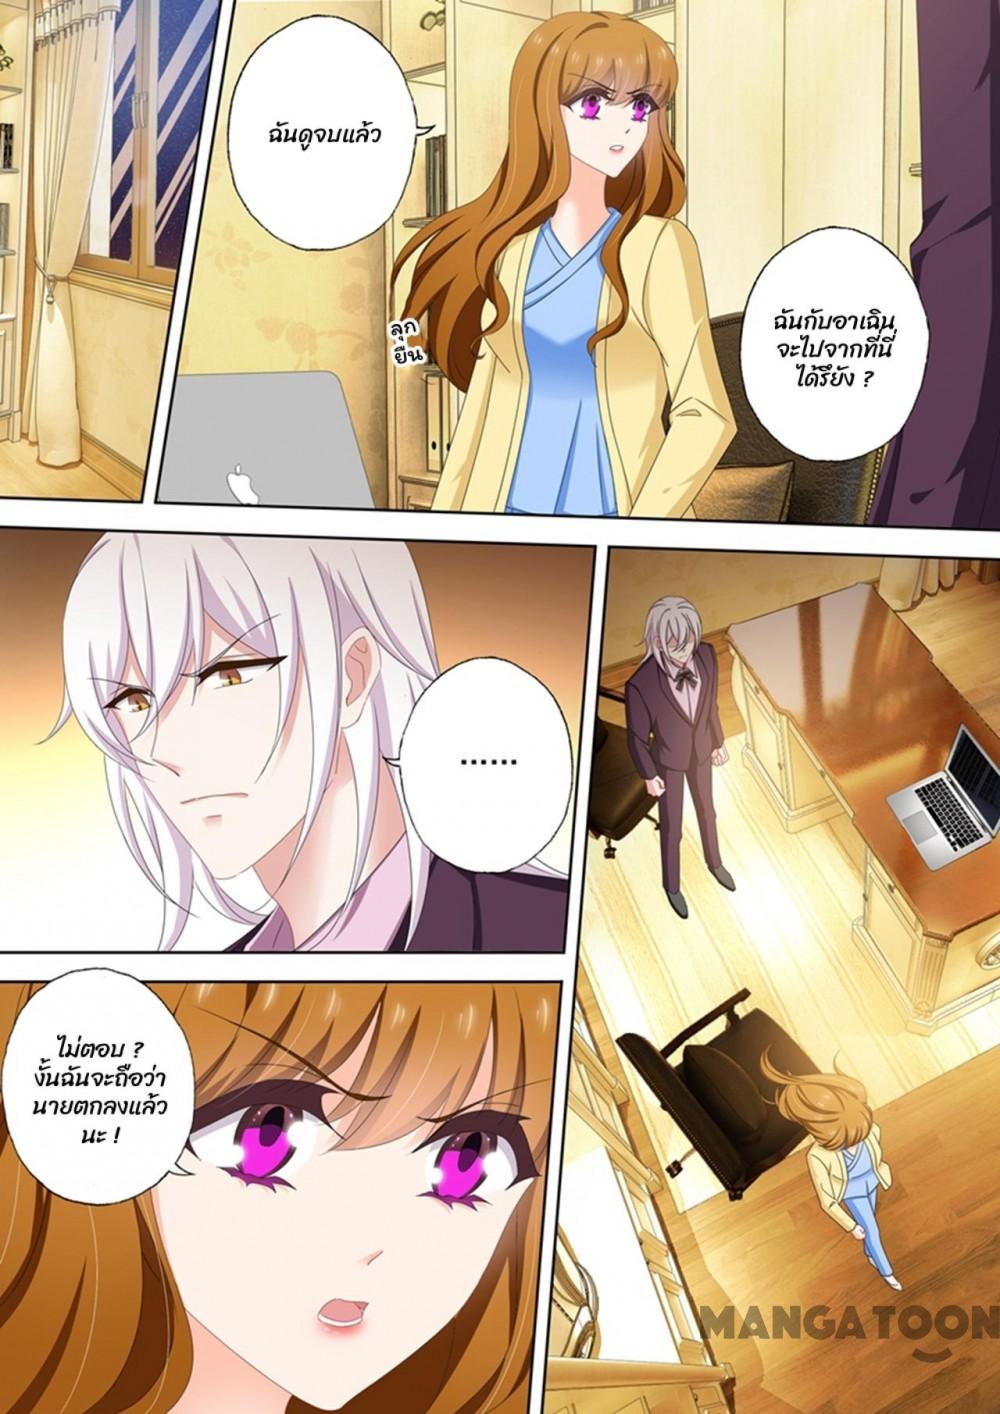 ฉันดูจบแล้ว
ลุก
ยืน
ฉันกับอาเฉิน
จะไปจากที่นี่
ได้รึยัง ?
......
ไม่ตอบ ?
งั้นฉันจะถือว่า
นายตกลงแล้ว
นะ !
MANGATOON